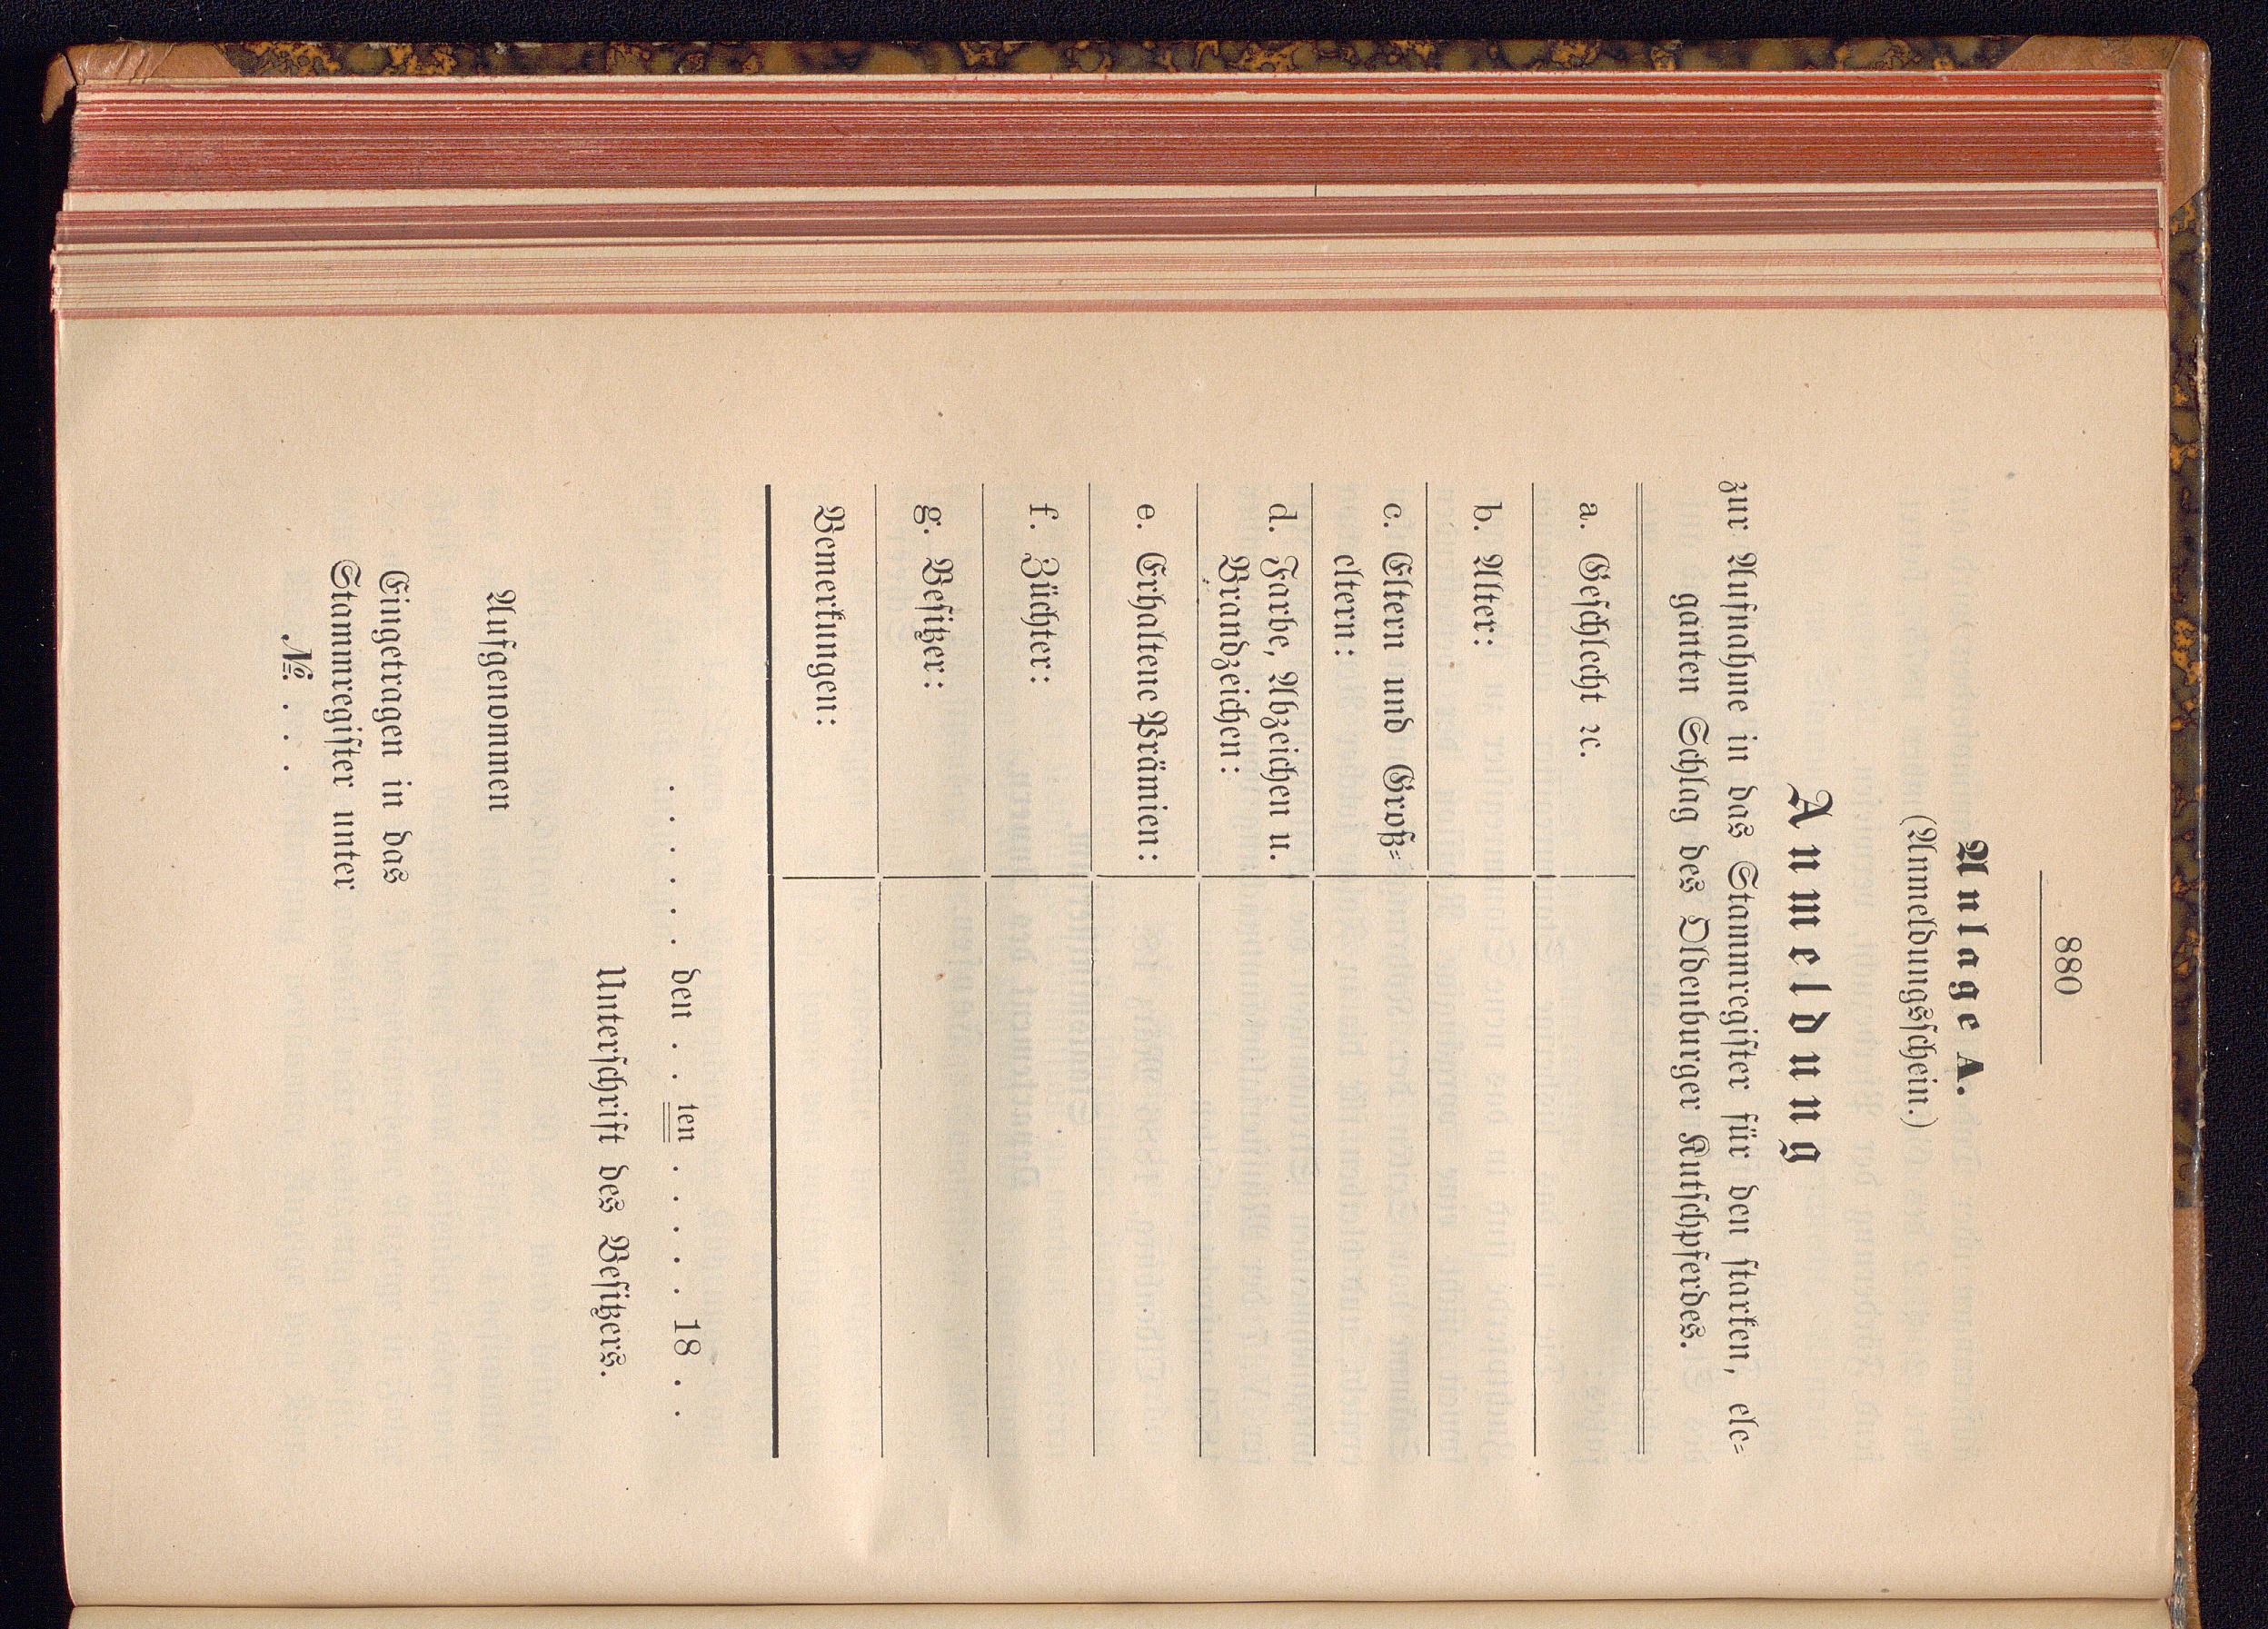 880
Anlage A.
(Anmeldungsschein.)
Anmeldung
zur Aufnahme in das Stammregister für den starken, ele-
ganten Schlag des Oldenburger Kutschpferdes.
a. Geschlecht ꝛc.
b. Alter:
c. Eltern und Groß-
eltern:
d. Farbe, Abzeichen u.
Brandzeichen:
e. Erhaltene Prämien:
f. Züchter:
g. Besitzer:
Bemerkungen:
. . . . . . den . . ten . . . . . 18 . .
Unterschrift des Besitzers.
Aufgenommen
Eingetragen in das
Stammregister unter
№. . . .